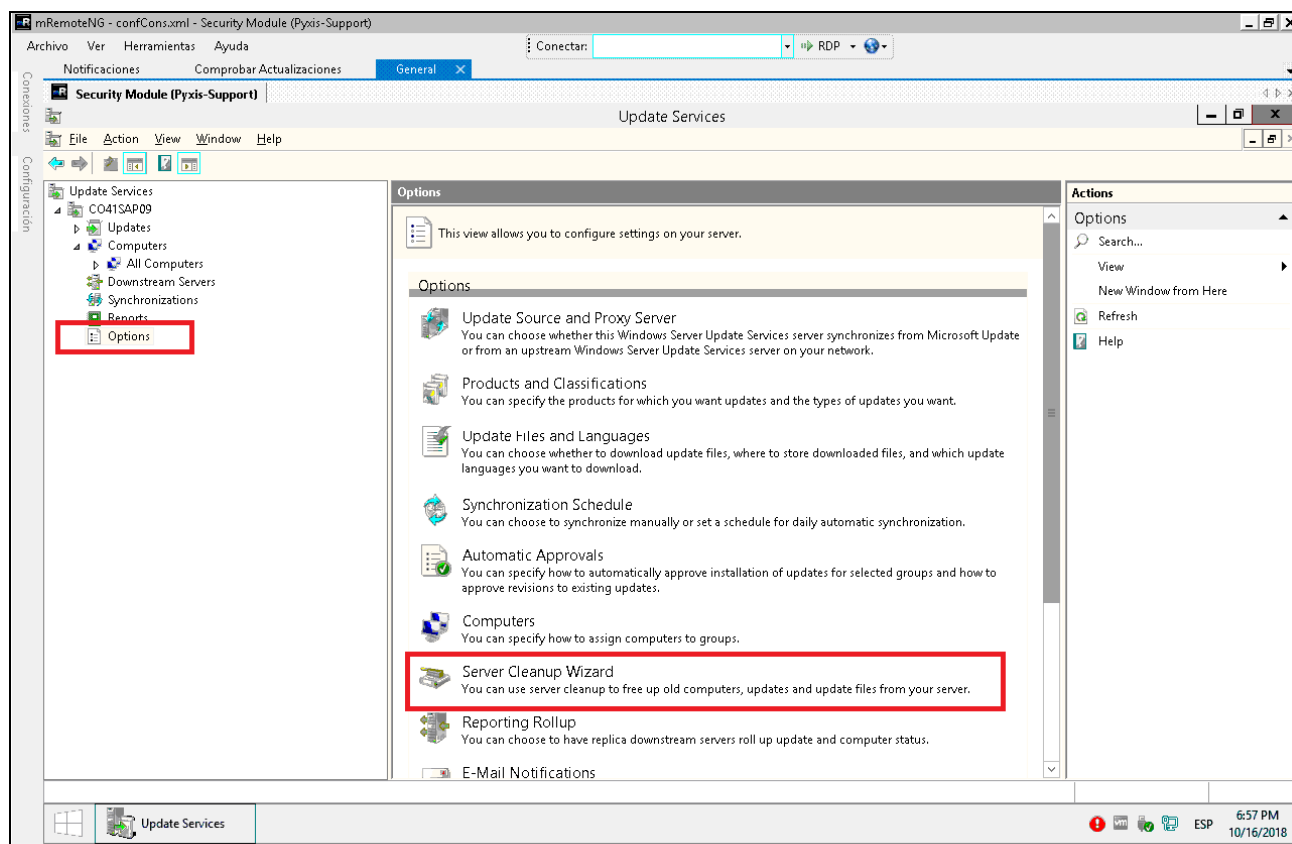 mRemoteNG - confCons.xml - Security Module (Pyxis-Support)
Archivo Ver Herramientas Ayuda
Conectar: RDP
Notificaciones Comprobar Actualizaciones General
Conexiones
Configuración
Security Module (Pyxis-Support)
Update Services
File Action View Window Help
Update Services
CO41SAP09
Updates
Computers
All Computers
Downstream Servers
Synchronizations
Reports
Options
Options
This view allows you to configure settings on your server.
Options
Update Source and Proxy Server
You can choose whether this Windows Server Update Services server synchronizes from Microsoft Update
or from an upstream Windows Server Update Services server on your network.
Products and Classifications
You can specify the products for which you want updates and the types of updates you want.
Update Files and Languages
You can choose whether to download update files, where to store downloaded files, and which update
languages you want to download.
Synchronization Schedule
You can choose to synchronize manually or set a schedule for daily automatic synchronization.
Automatic Approvals
You can specify how to automatically approve installation of updates for selected groups and how to
approve revisions to existing updates.
Computers
You can specify how to assign computers to groups.
Server Cleanup Wizard
You can use server cleanup to free up old computers, updates and update files from your server.
Reporting Rollup
You can choose to have replica downstream servers roll up update and computer status.
E-Mail Notifications
Actions
Options
Search...
View
New Window from Here
Refresh
Help
Update Services
ESP
6:57 PM
10/16/2018